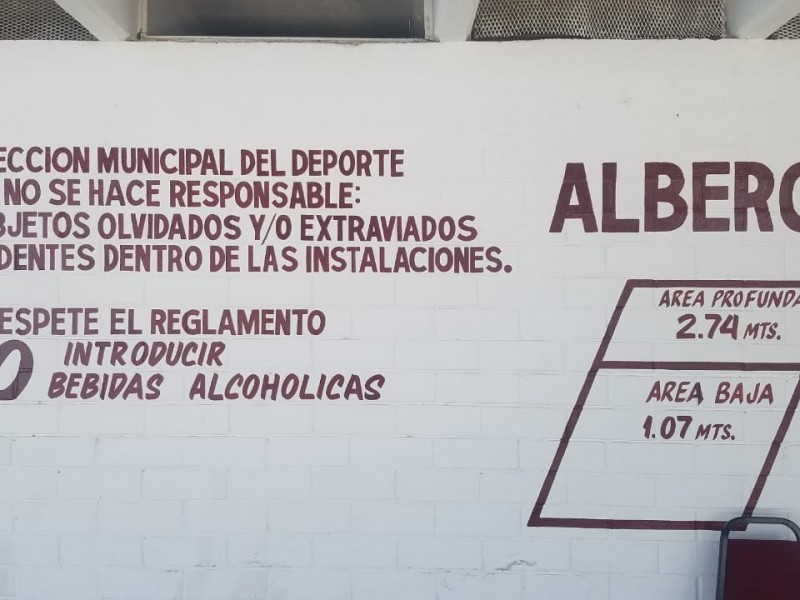 ECCION MUNICIPAL DEL DEPORTE
NO SE HACE RESPONSABLE:
BJETOS OLVIDADOS Y/O EXTRAVIADOS
DENTES DENTRO DE LAS INSTALACIONES.
ESPETE EL REGLAMENTO
O INTRODUCIR
BEBIDAS ALCOHOLICAS
ALBERC
AREA PROFUNDA
2.74 MTS.
AREA BAJA
1.07 MTS.